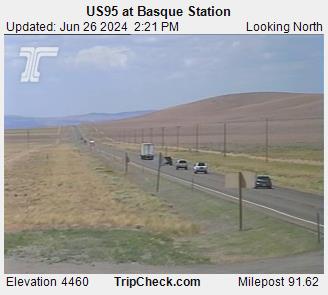 US95 at Basque Station
Updated: Jun 26 2024 2:21 PM Looking North
Elevation 4460 TripCheck.com Milepost 91.62